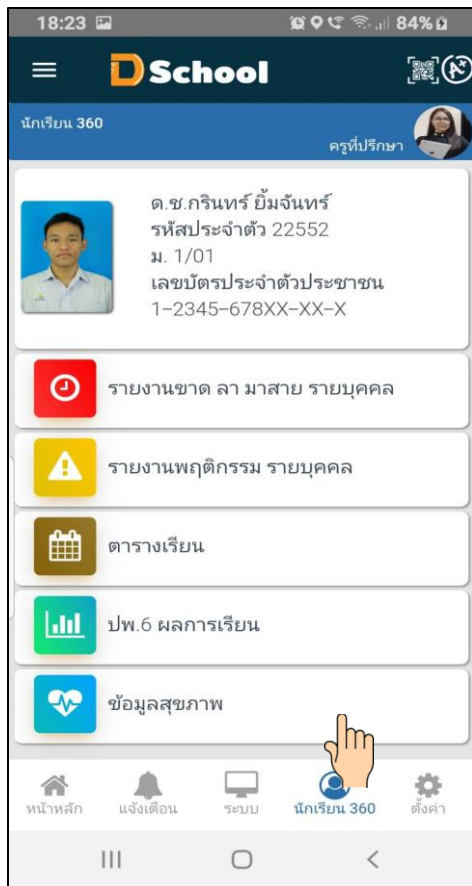 18:23 84%
DSchool
นักเรียน 360
ครูที่ปรึกษา
ด.ช.กรินทร์ ยิ้มจันทร์
รหัสประจำตัว 22552
ม. 1/01
เลขบัตรประจำตัวประชาชน
1-2345-678XX-XX-X
รายงานขาด ลา มาสาย รายบุคคล
รายงานพฤติกรรม รายบุคคล
ตารางเรียน
ปพ.6 ผลการเรียน
ข้อมูลสุขภาพ
หน้าหลัก แจ้งเตือน ระบบ นักเรียน 360 ตั้งค่า